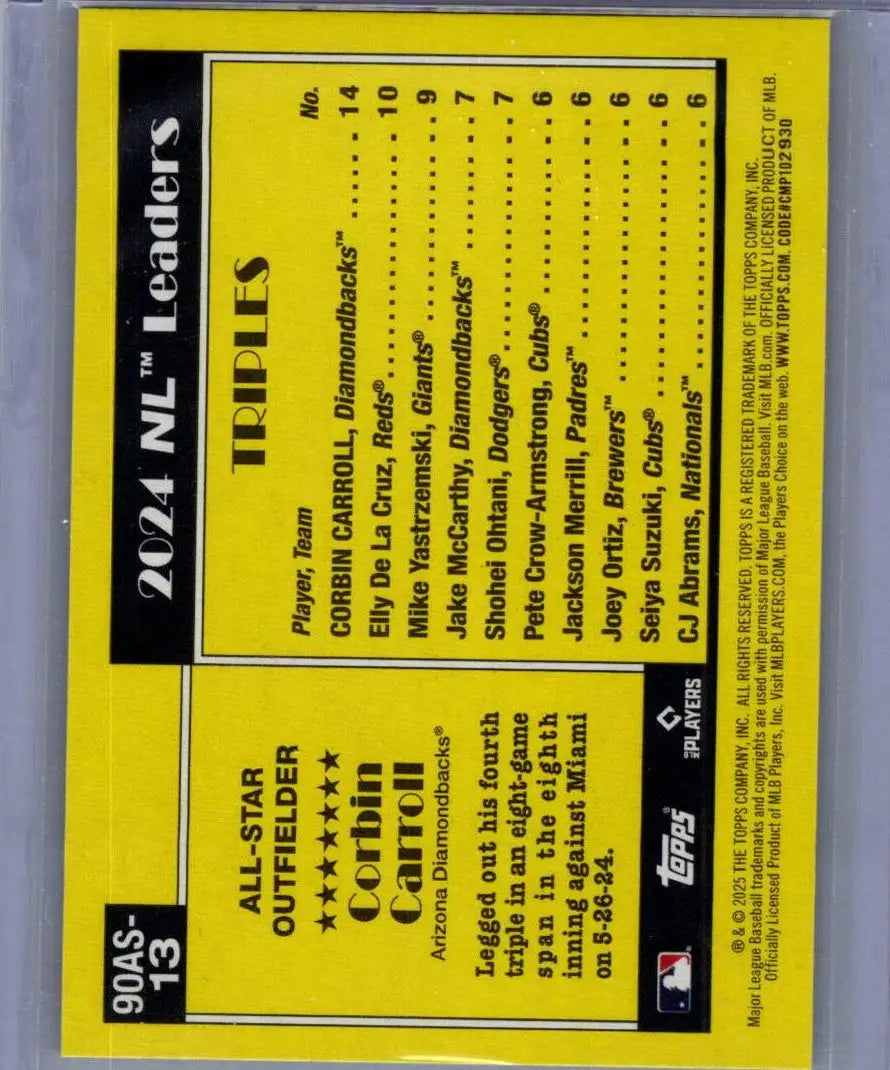 90AS-
13
ALL-STAR
OUTFIELDER
★★★★★★★
Corbin
Carroll
Arizona Diamondbacks®
Legged out his fourth
triple in an eight-game
span in the eighth
inning against Miami
on 5-26-24.
2024 NL™ Leaders
TRIPLES
Player, Team No.
CORBIN CARROLL, Diamondbacks™ ...... 14
Elly De La Cruz, Reds® .................. 10
Mike Yastrzemski, Giants® ............... 9
Jake McCarthy, Diamondbacks™ ......... 7
Shohei Ohtani, Dodgers® ................. 7
Pete Crow-Armstrong, Cubs® ............. 6
Jackson Merrill, Padres™ ................ 6
Joey Ortiz, Brewers™ .................... 6
Seiya Suzuki, Cubs® ..................... 6
CJ Abrams, Nationals™ ................... 6
topps®
MLB PLAYERS
® & © 2025 THE TOPPS COMPANY, INC. ALL RIGHTS RESERVED. TOPPS IS A REGISTERED TRADEMARK OF THE TOPPS COMPANY, INC.
Major League Baseball trademarks and copyrights are used with permission of Major League Baseball. Visit MLB.com. OFFICIALLY LICENSED PRODUCT OF MLB.
Officially Licensed Product of MLB Players, Inc. Visit MLBPLAYERS.COM, the Players Choice on the web. WWW.TOPPS.COM. CODE#CMP102930